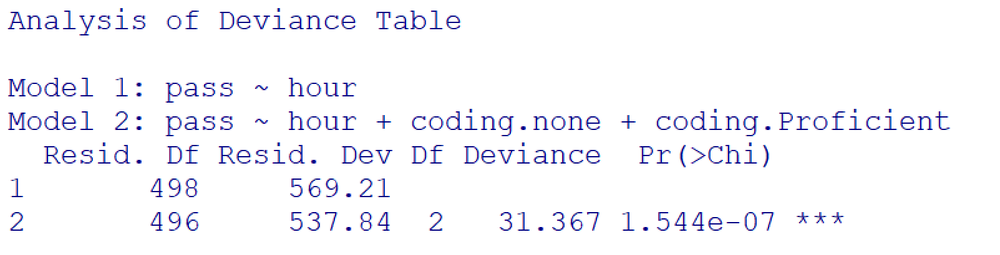 Analysis of Deviance Table

Model 1: pass ~ hour
Model 2: pass ~ hour + coding.none + coding.Proficient
  Resid. Df Resid. Dev Df Deviance  Pr(>Chi)
1       498     569.21
2       496     537.84  2   31.367 1.544e-07 ***